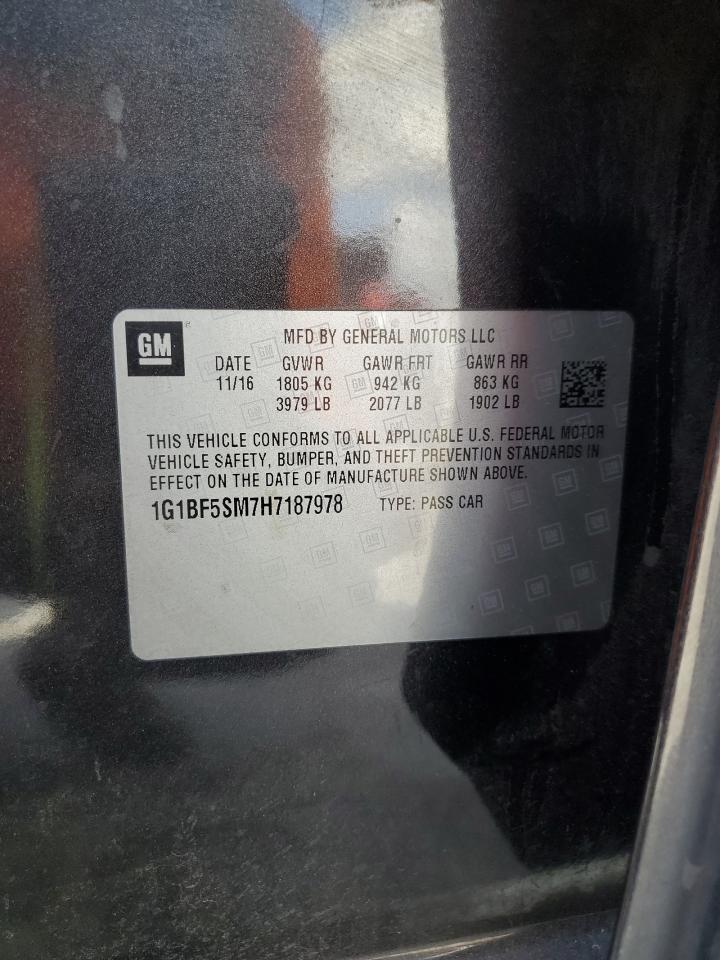 GM
MFD BY GENERAL MOTORS LLC
DATE GVWR GAWR FRT GAWR RR
11/16 1805 KG 942 KG 863 KG
3979 LB 2077 LB 1902 LB
THIS VEHICLE CONFORMS TO ALL APPLICABLE U.S. FEDERAL MOTOR
VEHICLE SAFETY, BUMPER, AND THEFT PREVENTION STANDARDS IN
EFFECT ON THE DATE OF MANUFACTURE SHOWN ABOVE.
1G1BF5SM7H7187978 TYPE: PASS CAR